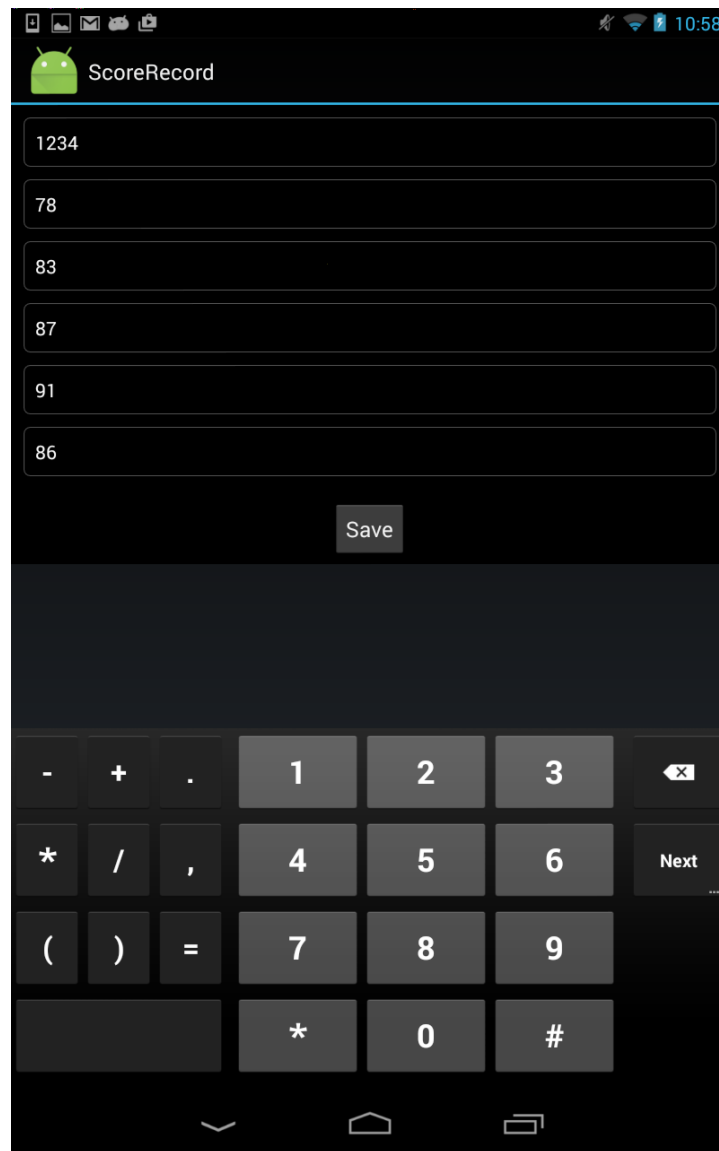 10:58
ScoreRecord
1234
78
83
87
91
86
Save
- + . 1 2 3
* / , 4 5 6 Next
( ) = 7 8 9
* 0 #